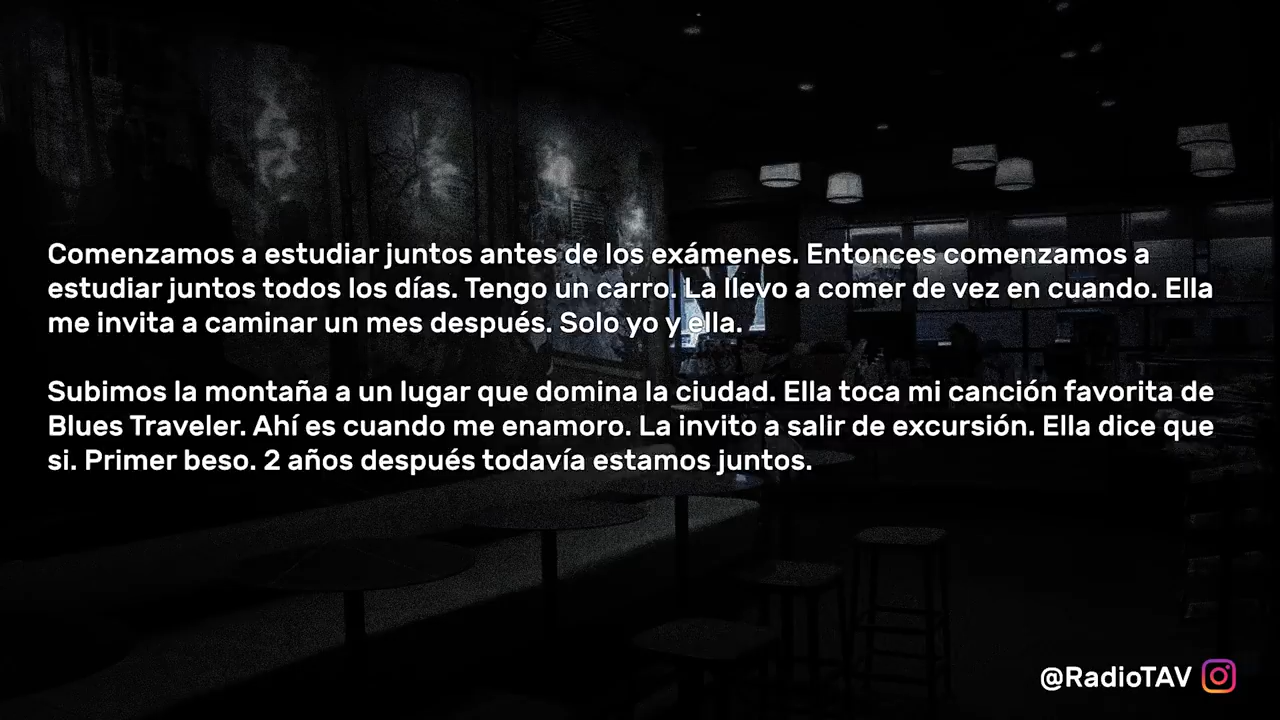 Comenzamos a estudiar juntos antes de los exámenes. Entonces comenzamos a
estudiar juntos todos los días. Tengo un carro. La llevo a comer de vez en cuando. Ella
me invita a caminar un mes después. Solo yo y ella.
Subimos la montaña a un lugar que domina la ciudad. Ella toca mi canción favorita de
Blues Traveler. Ahí es cuando me enamoro. La invito a salir de excursión. Ella dice que
si. Primer beso. 2 años después todavía estamos juntos.
@RadioTAV